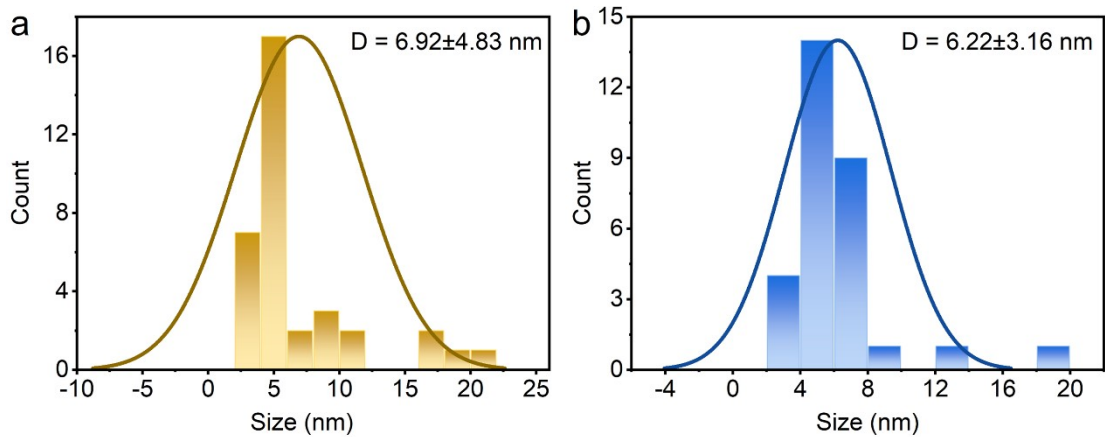 a
D = 6.92±4.83 nm
Count
16
12
8
4
0
-10 -5 0 5 10 15 20 25
Size (nm)
b
D = 6.22±3.16 nm
Count
15
12
9
6
3
0
-4 0 4 8 12 16 20
Size (nm)